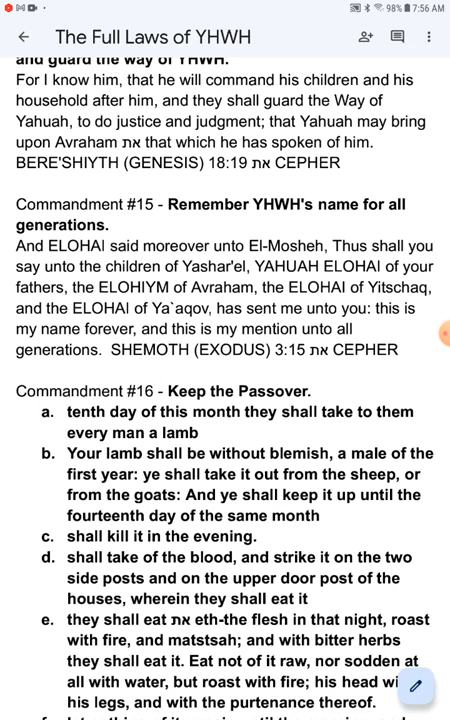 98% 7:56 AM
The Full Laws of YHWH
and guard the way of YHWH.
For I know him, that he will command his children and his
household after him, and they shall guard the Way of
Yahuah, to do justice and judgment; that Yahuah may bring
upon Avraham את that which he has spoken of him.
BERE'SHIYTH (GENESIS) 18:19 את CEPHER
Commandment #15 - Remember YHWH's name for all
generations.
And ELOHAI said moreover unto El-Mosheh, Thus shall you
say unto the children of Yashar'el, YAHUAH ELOHAI of your
fathers, the ELOHIYM of Avraham, the ELOHAI of Yitschaq,
and the ELOHAI of Ya`aqov, has sent me unto you: this is
my name forever, and this is my mention unto all
generations.  SHEMOTH (EXODUS) 3:15 את CEPHER
Commandment #16 - Keep the Passover.
a. tenth day of this month they shall take to them
every man a lamb
b. Your lamb shall be without blemish, a male of the
first year: ye shall take it out from the sheep, or
from the goats: And ye shall keep it up until the
fourteenth day of the same month
c. shall kill it in the evening.
d. shall take of the blood, and strike it on the two
side posts and on the upper door post of the
houses, wherein they shall eat it
e. they shall eat את eth-the flesh in that night, roast
with fire, and matstsah; and with bitter herbs
they shall eat it. Eat not of it raw, nor sodden at
all with water, but roast with fire; his head
his legs, and with the purtenance thereof.